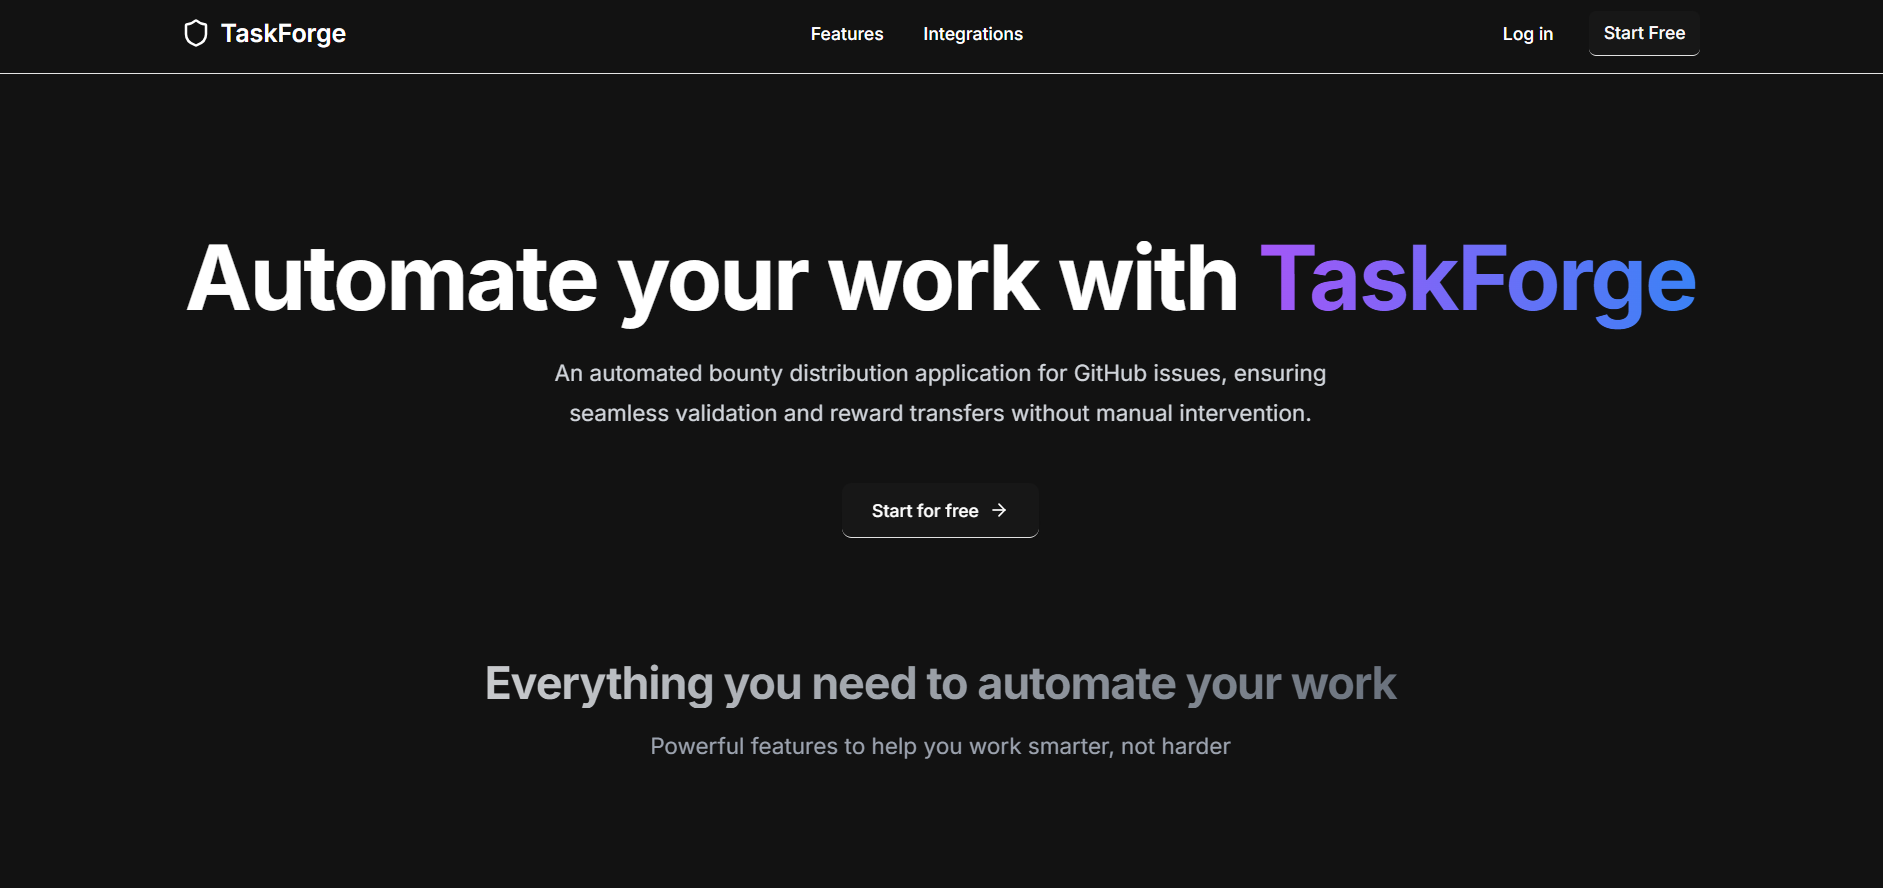 TaskForge
Features
Integrations
Log in
Start Free
Automate your work with TaskForge
An automated bounty distribution application for GitHub issues, ensuring
seamless validation and reward transfers without manual intervention.
Start for free →
Everything you need to automate your work
Powerful features to help you work smarter, not harder